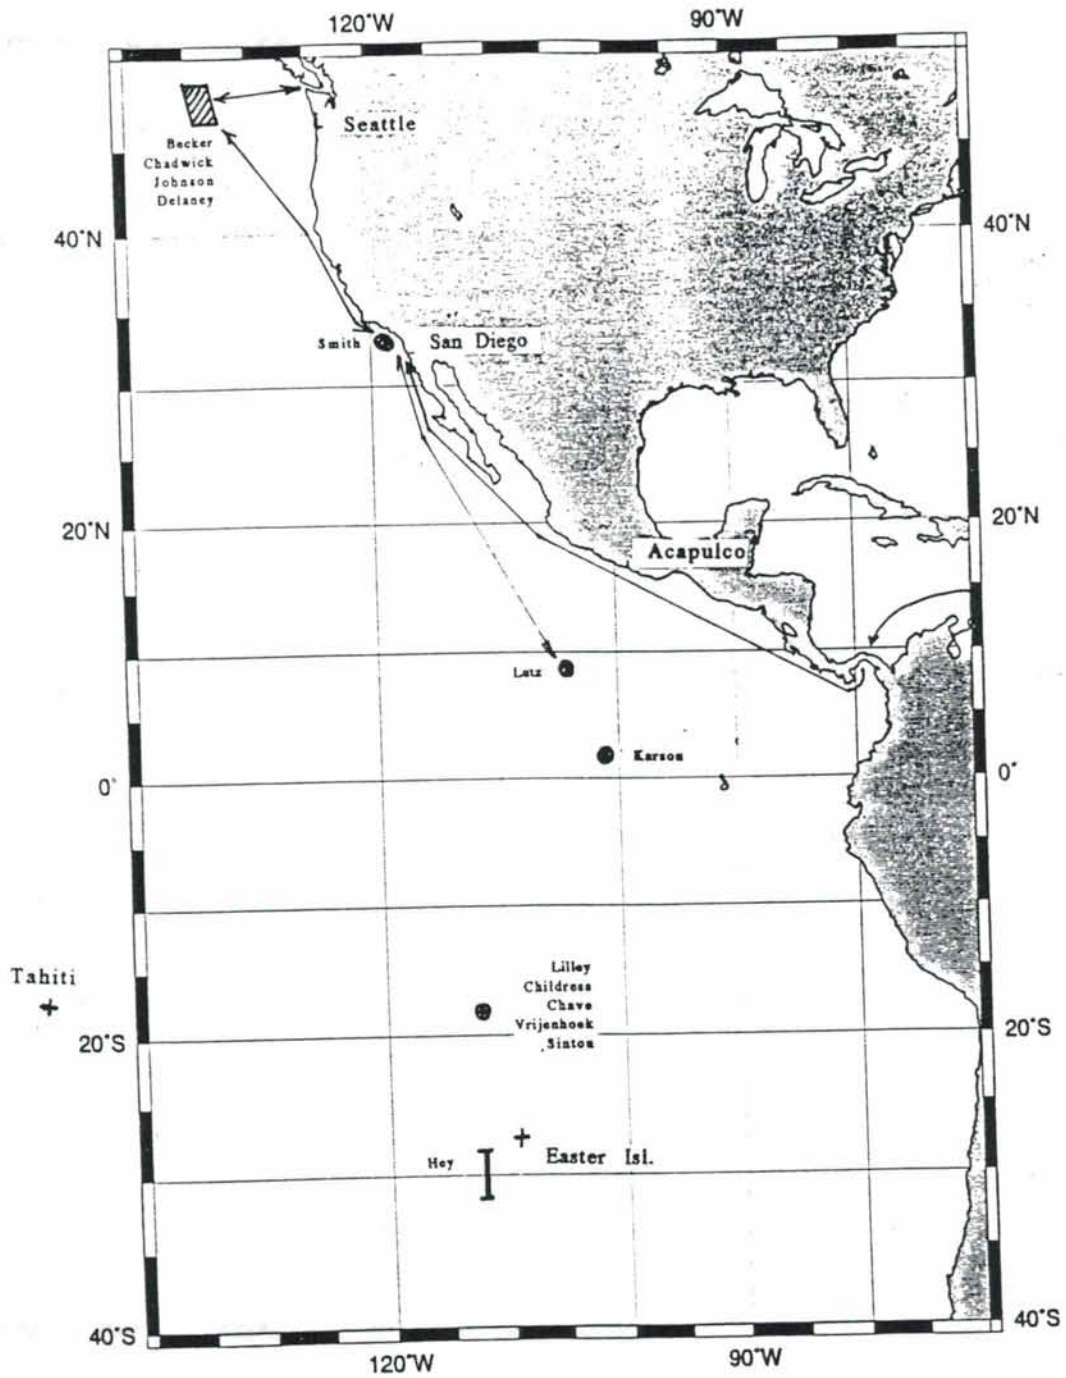 120°W
90°W
Seattle
Becker
Chadwick
Johnson
Delaney
40°N
40°N
Smith
San Diego
20°N
20°N
Acapulco
Lutz
Karson
0°
0°
Tahiti
Lilley
Childress
Chave
Vrijenhoek
Sinton
20°S
20°S
Hey
Easter Isl.
40°S
40°S
120°W
90°W